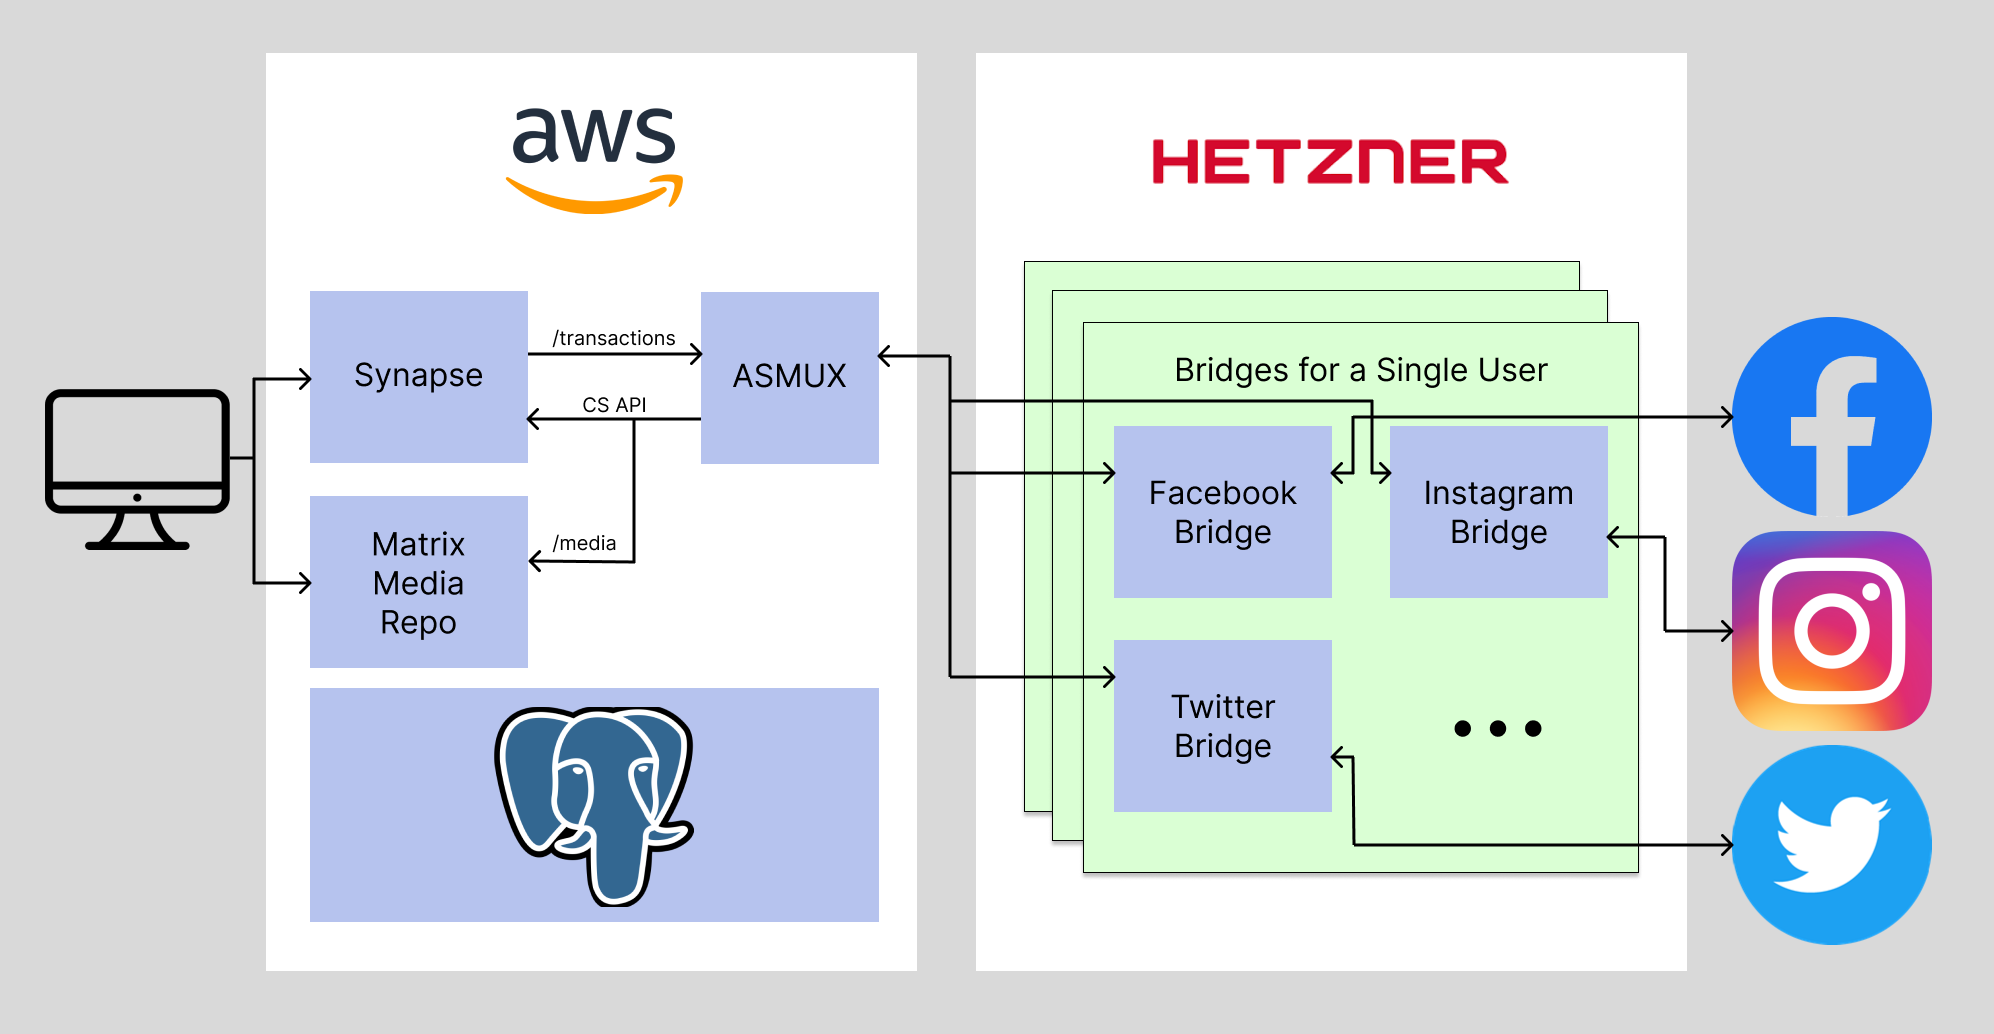 aws
HETZNER
Synapse
/transactions
ASMUX
CS API
Matrix
Media
Repo
/media
Bridges for a Single User
Facebook
Bridge
Instagram
Bridge
Twitter
Bridge